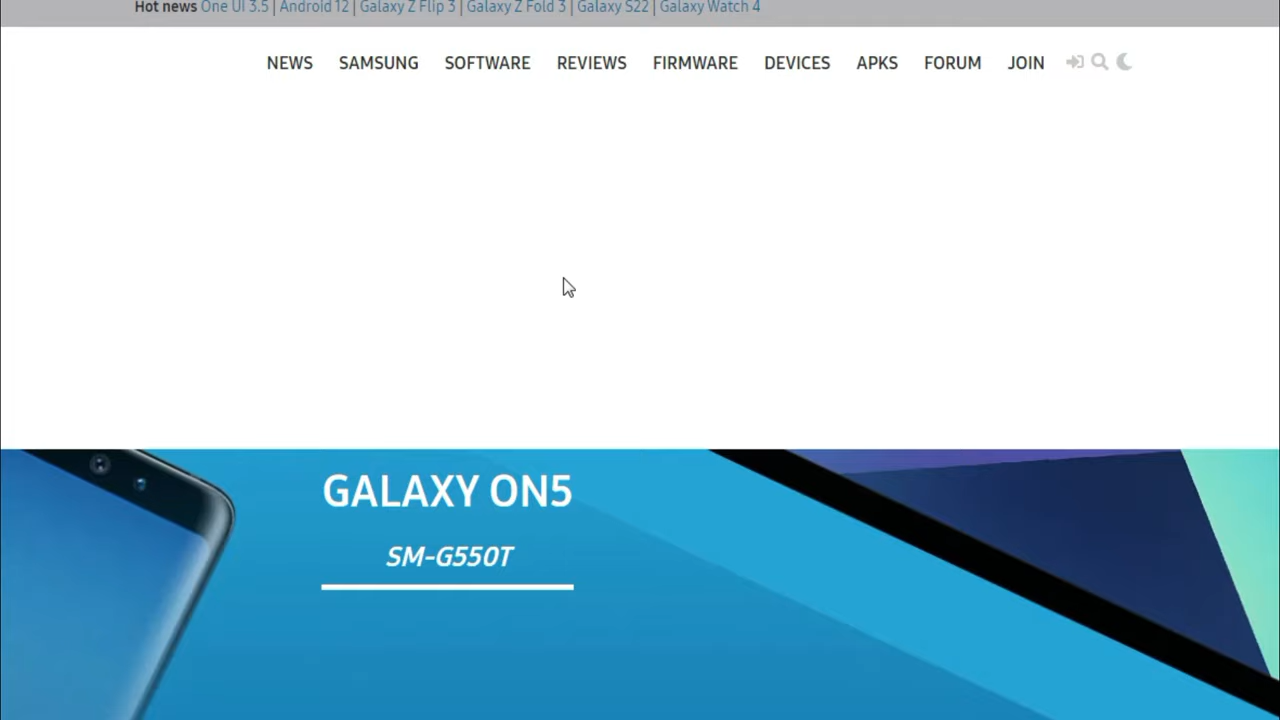 Hot news One UI 3.5 | Android 12 | Galaxy Z Flip 3 | Galaxy Z Fold 3 | Galaxy S22 | Galaxy Watch 4
NEWS SAMSUNG SOFTWARE REVIEWS FIRMWARE DEVICES APKS FORUM JOIN
GALAXY ON5
SM-G550T